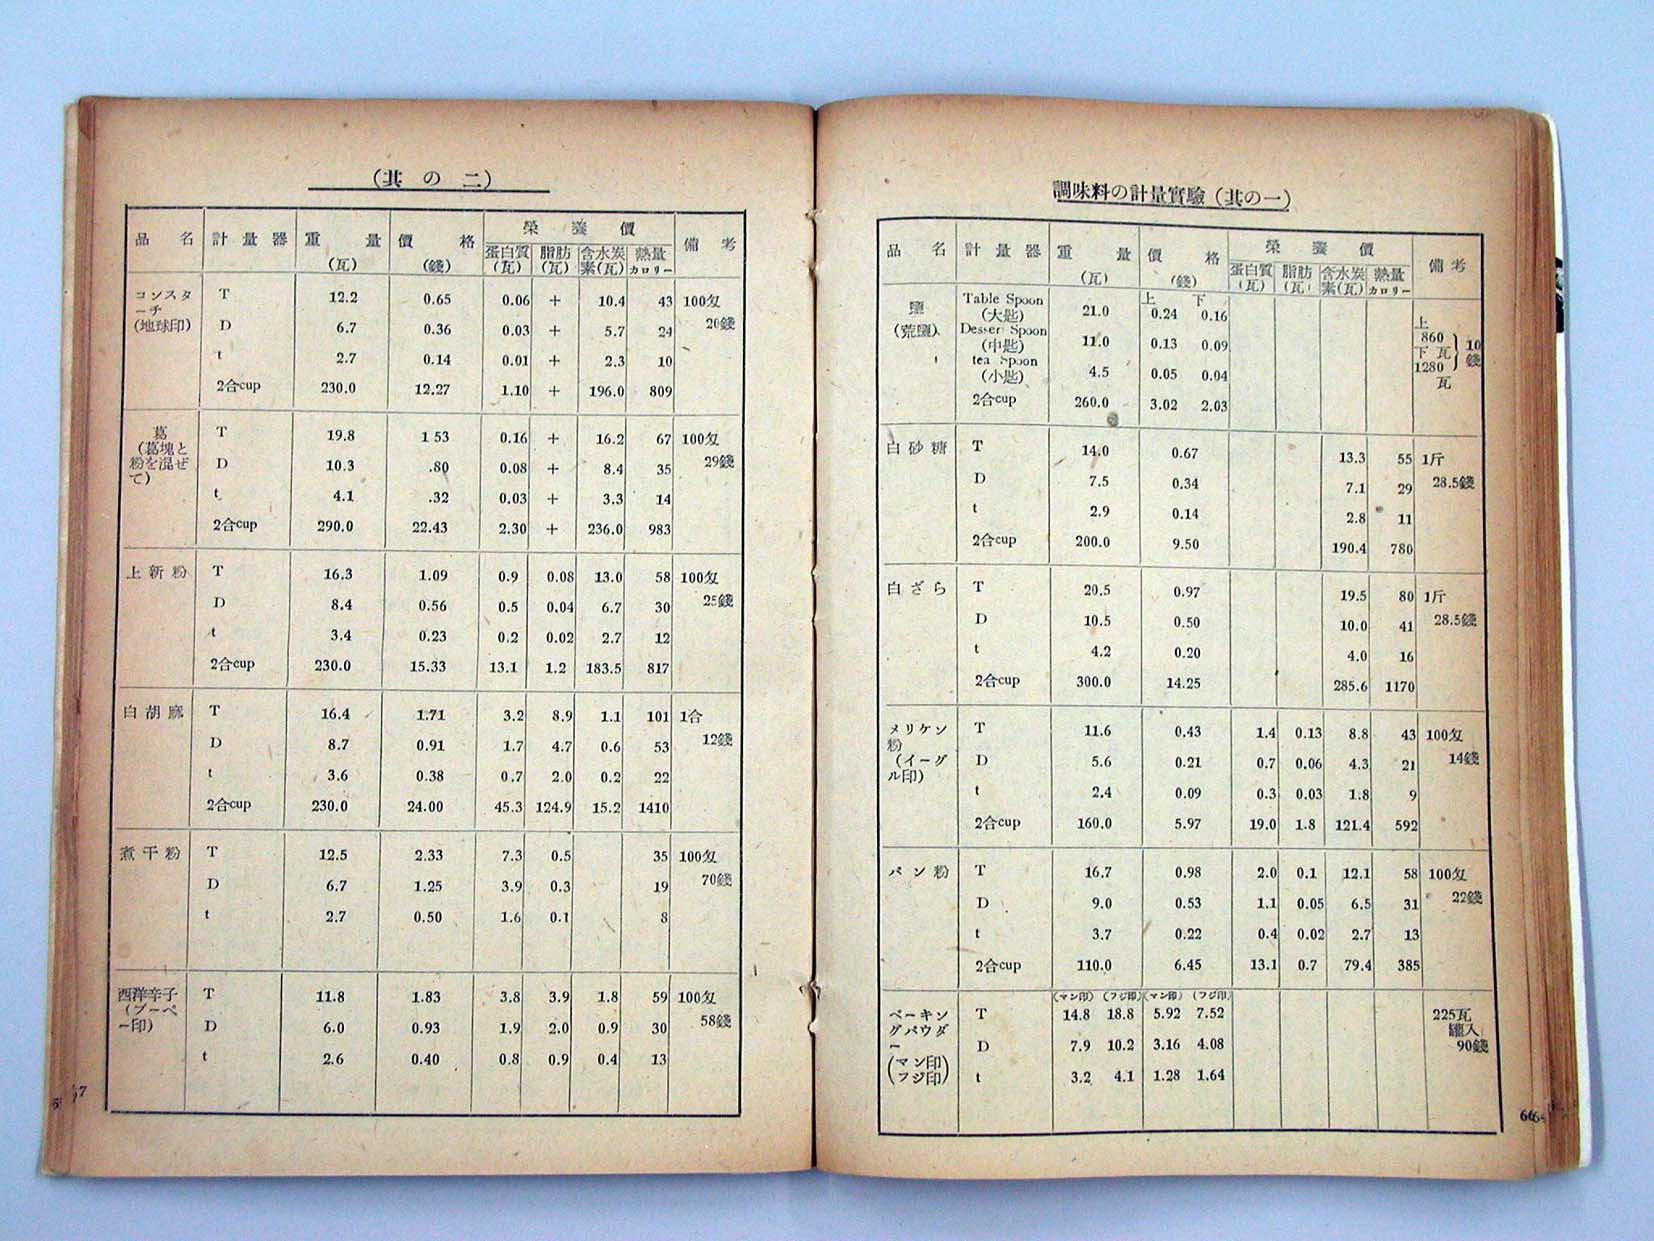 調味料の計量實驗(其の一)
品名 計量器 重量(瓦) 價格(錢) 榮養價 備考
蛋白質(瓦) 脂肪(瓦) 含水炭素(瓦) 熱量カロリー
鹽(荒鹽) 上 下 上860瓦 下1280瓦 10錢
Table Spoon(大匙) 21.0 0.24 0.16
Dessert Spoon(中匙) 11.0 0.13 0.09
tea Spoon(小匙) 4.5 0.05 0.04
2合cup 260.0 3.02 2.03
白砂糖 T 14.0 0.67 13.3 55 1斤
D 7.5 0.34 7.1 29 28.5錢
t 2.9 0.14 2.8 11
2合cup 200.0 9.50 190.4 780
白ざら T 20.5 0.97 19.5 80 1斤
D 10.5 0.50 10.0 41 28.5錢
t 4.2 0.20 4.0 16
2合cup 300.0 14.25 285.6 1170
メリケン粉(イーグル印) T 11.6 0.43 1.4 0.13 8.8 43 100匁
D 5.6 0.21 0.7 0.06 4.3 21 14錢
t 2.4 0.09 0.3 0.03 1.8 9
2合cup 160.0 5.97 19.0 1.8 121.4 592
パン粉 T 16.7 0.98 2.0 0.1 12.1 58 100匁
D 9.0 0.53 1.1 0.05 6.5 31 22錢
t 3.7 0.22 0.4 0.02 2.7 13
2合cup 110.0 6.45 13.1 0.7 79.4 385
ベーキングパウダー(マン印 フジ印) (マン印) (フジ印) (マン印) (フジ印)
T 14.8 18.8 5.92 7.52 225瓦
罐入
D 7.9 10.2 3.16 4.08 90錢
t 3.2 4.1 1.28 1.64
66
(其の二)
品名 計量器 重量(瓦) 價格(錢) 榮養價 備考
蛋白質(瓦) 脂肪(瓦) 含水炭素(瓦) 熱量カロリー
コンスターチ(地球印) T 12.2 0.65 0.06 + 10.4 43 100匁
D 6.7 0.36 0.03 + 5.7 24 20錢
t 2.7 0.14 0.01 + 2.3 10
2合cup 230.0 12.27 1.10 + 196.0 809
葛(葛塊と粉を混ぜて) T 19.8 1 53 0.16 + 16.2 67 100匁
D 10.3 .80 0.08 + 8.4 35 29錢
t 4.1 .32 0.03 + 3.3 14
2合cup 290.0 22.43 2.30 + 236.0 983
上新粉 T 16.3 1.09 0.9 0.08 13.0 58 100匁
D 8.4 0.56 0.5 0.04 6.7 30 25錢
t 3.4 0.23 0.2 0.02 2.7 12
2合cup 230.0 15.33 13.1 1.2 183.5 817
白胡麻 T 16.4 1.71 3.2 8.9 1.1 101 1合
D 8.7 0.91 1.7 4.7 0.6 53 12錢
t 3.6 0.38 0.7 2.0 0.2 22
2合cup 230.0 24.00 45.3 124.9 15.2 1410
煮干粉 T 12.5 2.33 7.3 0.5 35 100匁
D 6.7 1.25 3.9 0.3 19 70錢
t 2.7 0.50 1.6 0.1 8
西洋辛子(プーペー印) T 11.8 1.83 3.8 3.9 1.8 59 100匁
D 6.0 0.93 1.9 2.0 0.9 30 58錢
t 2.6 0.40 0.8 0.9 0.4 13